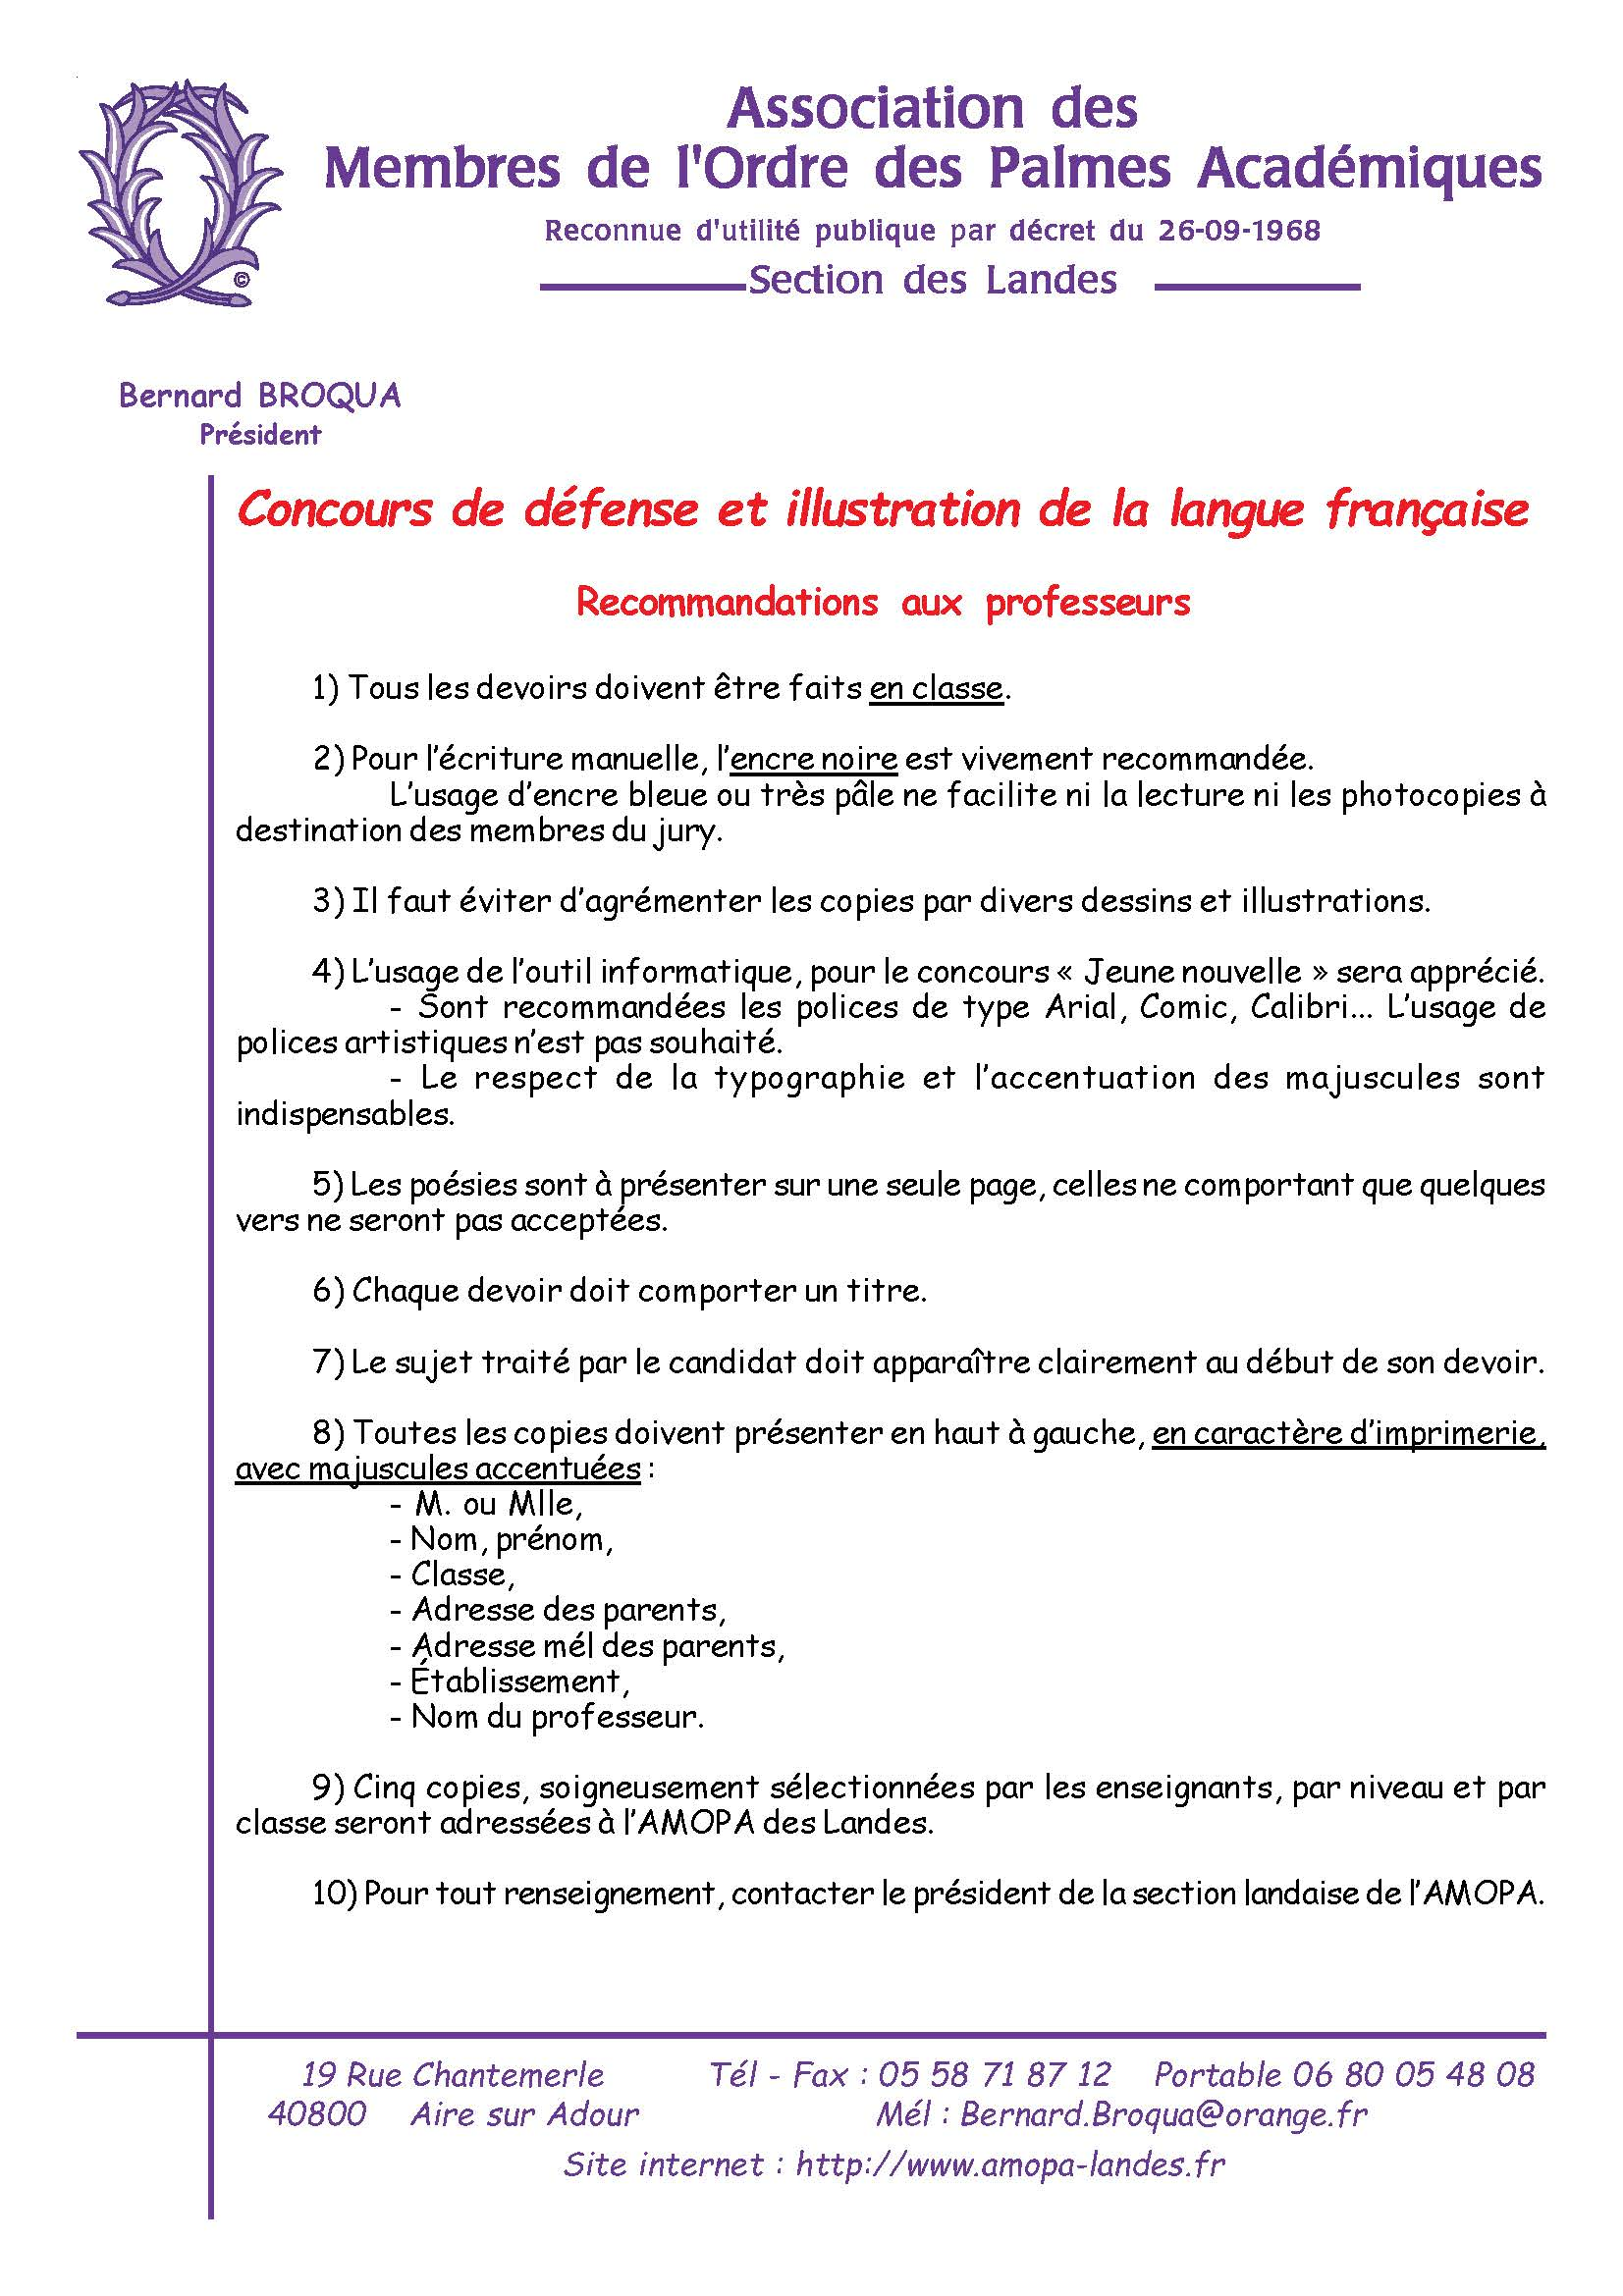 Association des
Membres de l'Ordre des Palmes Académiques
Reconnue d'utilité publique par décret du 26-09-1968
Section des Landes
©
Bernard BROQUA
Président
Concours de défense et illustration de la langue française
Recommandations aux professeurs
1) Tous les devoirs doivent être faits en classe.
2) Pour l’écriture manuelle, l’encre noire est vivement recommandée.
L’usage d’encre bleue ou très pâle ne facilite ni la lecture ni les photocopies à
destination des membres du jury.
3) Il faut éviter d’agrémenter les copies par divers dessins et illustrations.
4) L’usage de l’outil informatique, pour le concours « Jeune nouvelle » sera apprécié.
- Sont recommandées les polices de type Arial, Comic, Calibri... L’usage de
polices artistiques n’est pas souhaité.
- Le respect de la typographie et l’accentuation des majuscules sont
indispensables.
5) Les poésies sont à présenter sur une seule page, celles ne comportant que quelques
vers ne seront pas acceptées.
6) Chaque devoir doit comporter un titre.
7) Le sujet traité par le candidat doit apparaître clairement au début de son devoir.
8) Toutes les copies doivent présenter en haut à gauche, en caractère d’imprimerie,
avec majuscules accentuées :
- M. ou Mlle,
- Nom, prénom,
- Classe,
- Adresse des parents,
- Adresse mél des parents,
- Établissement,
- Nom du professeur.
9) Cinq copies, soigneusement sélectionnées par les enseignants, par niveau et par
classe seront adressées à l’AMOPA des Landes.
10) Pour tout renseignement, contacter le président de la section landaise de l’AMOPA.
19 Rue Chantemerle Tél - Fax : 05 58 71 87 12 Portable 06 80 05 48 08
40800 Aire sur Adour Mél : Bernard.Broqua@orange.fr
Site internet : http://www.amopa-landes.fr